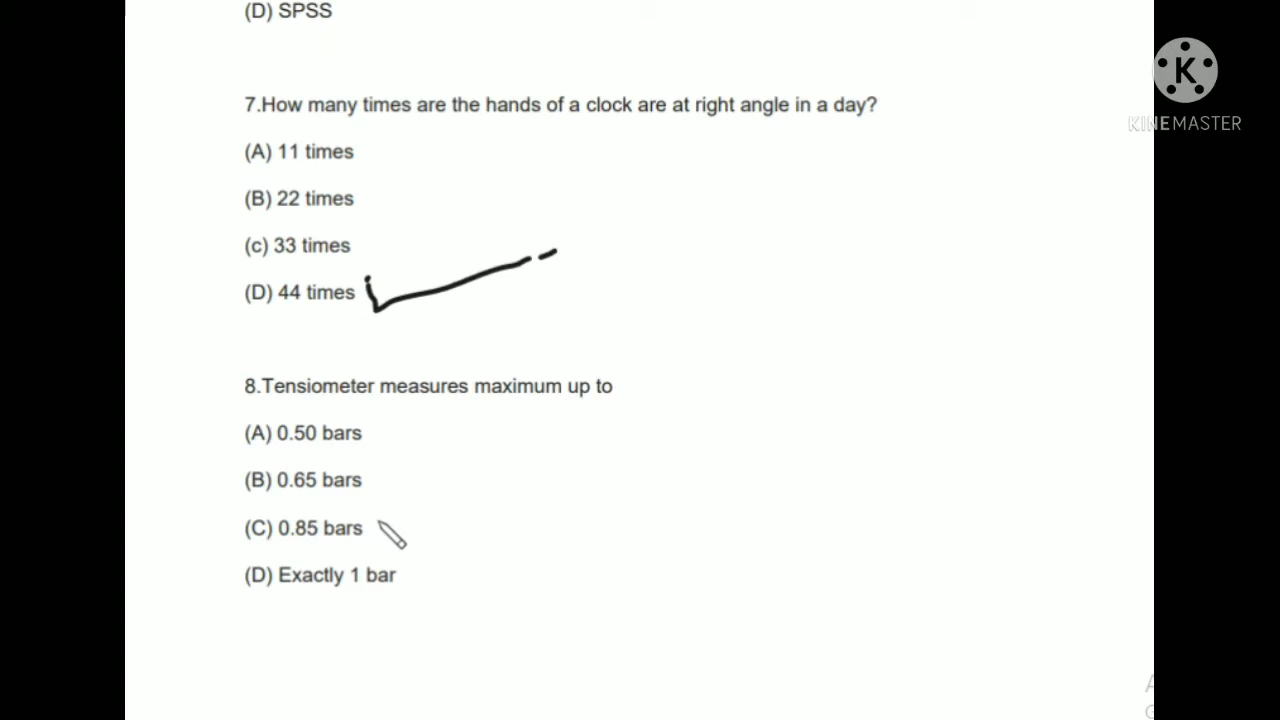 (D) SPSS
K
KINEMASTER
7.How many times are the hands of a clock are at right angle in a day?
(A) 11 times
(B) 22 times
(c) 33 times
(D) 44 times
8.Tensiometer measures maximum up to
(A) 0.50 bars
(B) 0.65 bars
(C) 0.85 bars
(D) Exactly 1 bar